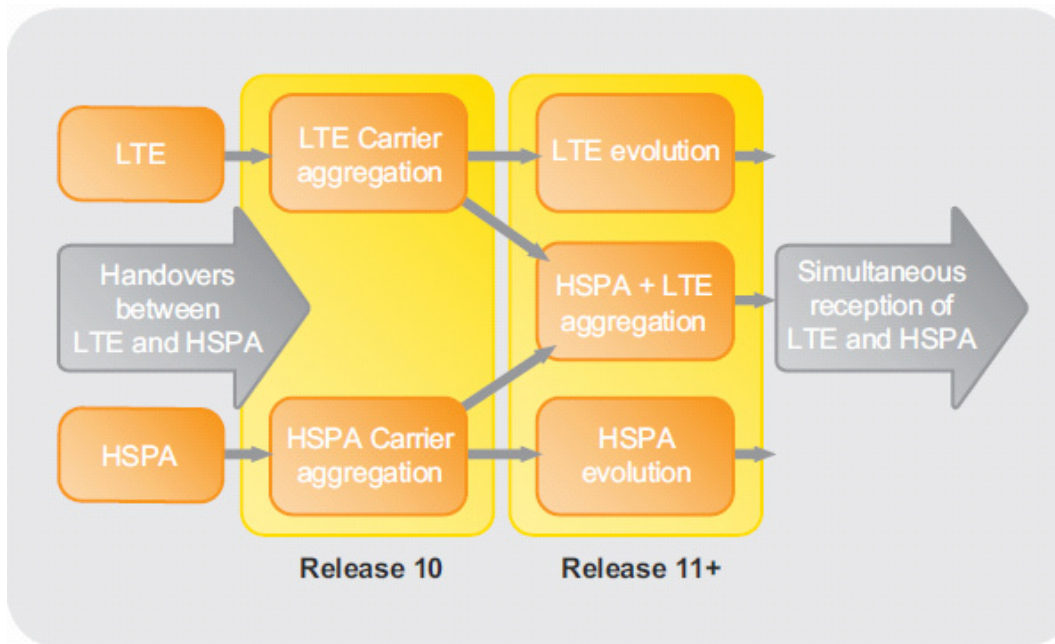 LTE
LTE Carrier
aggregation
LTE evolution
Handovers
between
LTE and HSPA
HSPA + LTE
aggregation
Simultaneous
reception of
LTE and HSPA
HSPA
HSPA Carrier
aggregation
HSPA
evolution
Release 10
Release 11+